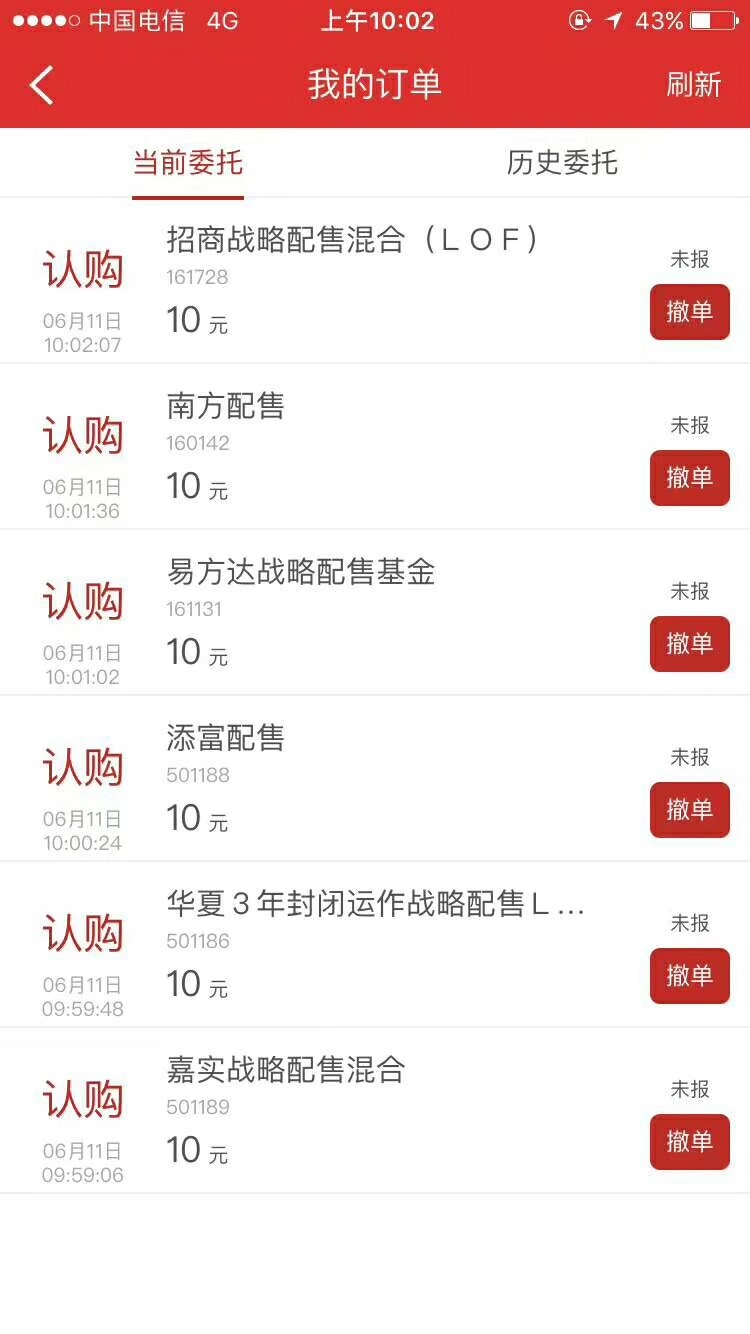 中国电信 4G 上午10:02 43%
我的订单 刷新
当前委托 历史委托
招商战略配售混合（ＬＯＦ）
认购 161728 未报
10 元 撤单
06月11日
10:02:07
南方配售
认购 160142 未报
10 元 撤单
06月11日
10:01:36
易方达战略配售基金
认购 161131 未报
10 元 撤单
06月11日
10:01:02
添富配售
认购 501188 未报
10 元 撤单
06月11日
10:00:24
华夏３年封闭运作战略配售Ｌ...
认购 501186 未报
10 元 撤单
06月11日
09:59:48
嘉实战略配售混合
认购 501189 未报
10 元 撤单
06月11日
09:59:06